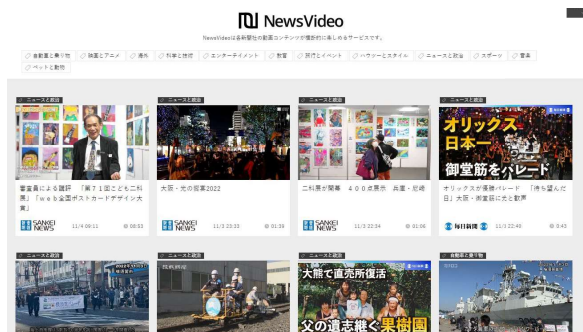 NewsVideo
NewsVideoは各新聞社の動画コンテンツが横断的に楽しめるサービスです。
自動車と乗り物
映画とアニメ
海外
科学と技術
エンターテイメント
教育
旅行とイベント
ハウツーとスタイル
ニュースと政治
スポーツ
音楽
ペットと動物
ニュースと政治
ニュースと政治
ニュースと政治
ニュースと政治
オリックス
日本一
御堂筋をパレード
審査員による講評 「第71回こども二科
展」「web全国ポストカードデザイン大
賞」
SANKEI
NEWS
11/4 09:11
大阪・光の饗宴2022
SANKEI
NEWS
11/3 23:33
01:39
二科展が開幕 400点展示 兵庫・尼崎
SANKEI
NEWS
11/3 22:34
01:06
オリックスが優勝パレード 「待ち望んだ
日」大阪・御堂筋に光と歓声
毎日新聞
11/3 22:40
0:43
ニュースと政治
ニュースと政治
ニュースと政治
自動車と乗り物
大熊で直売所復活
父の遺志継ぐ果樹園